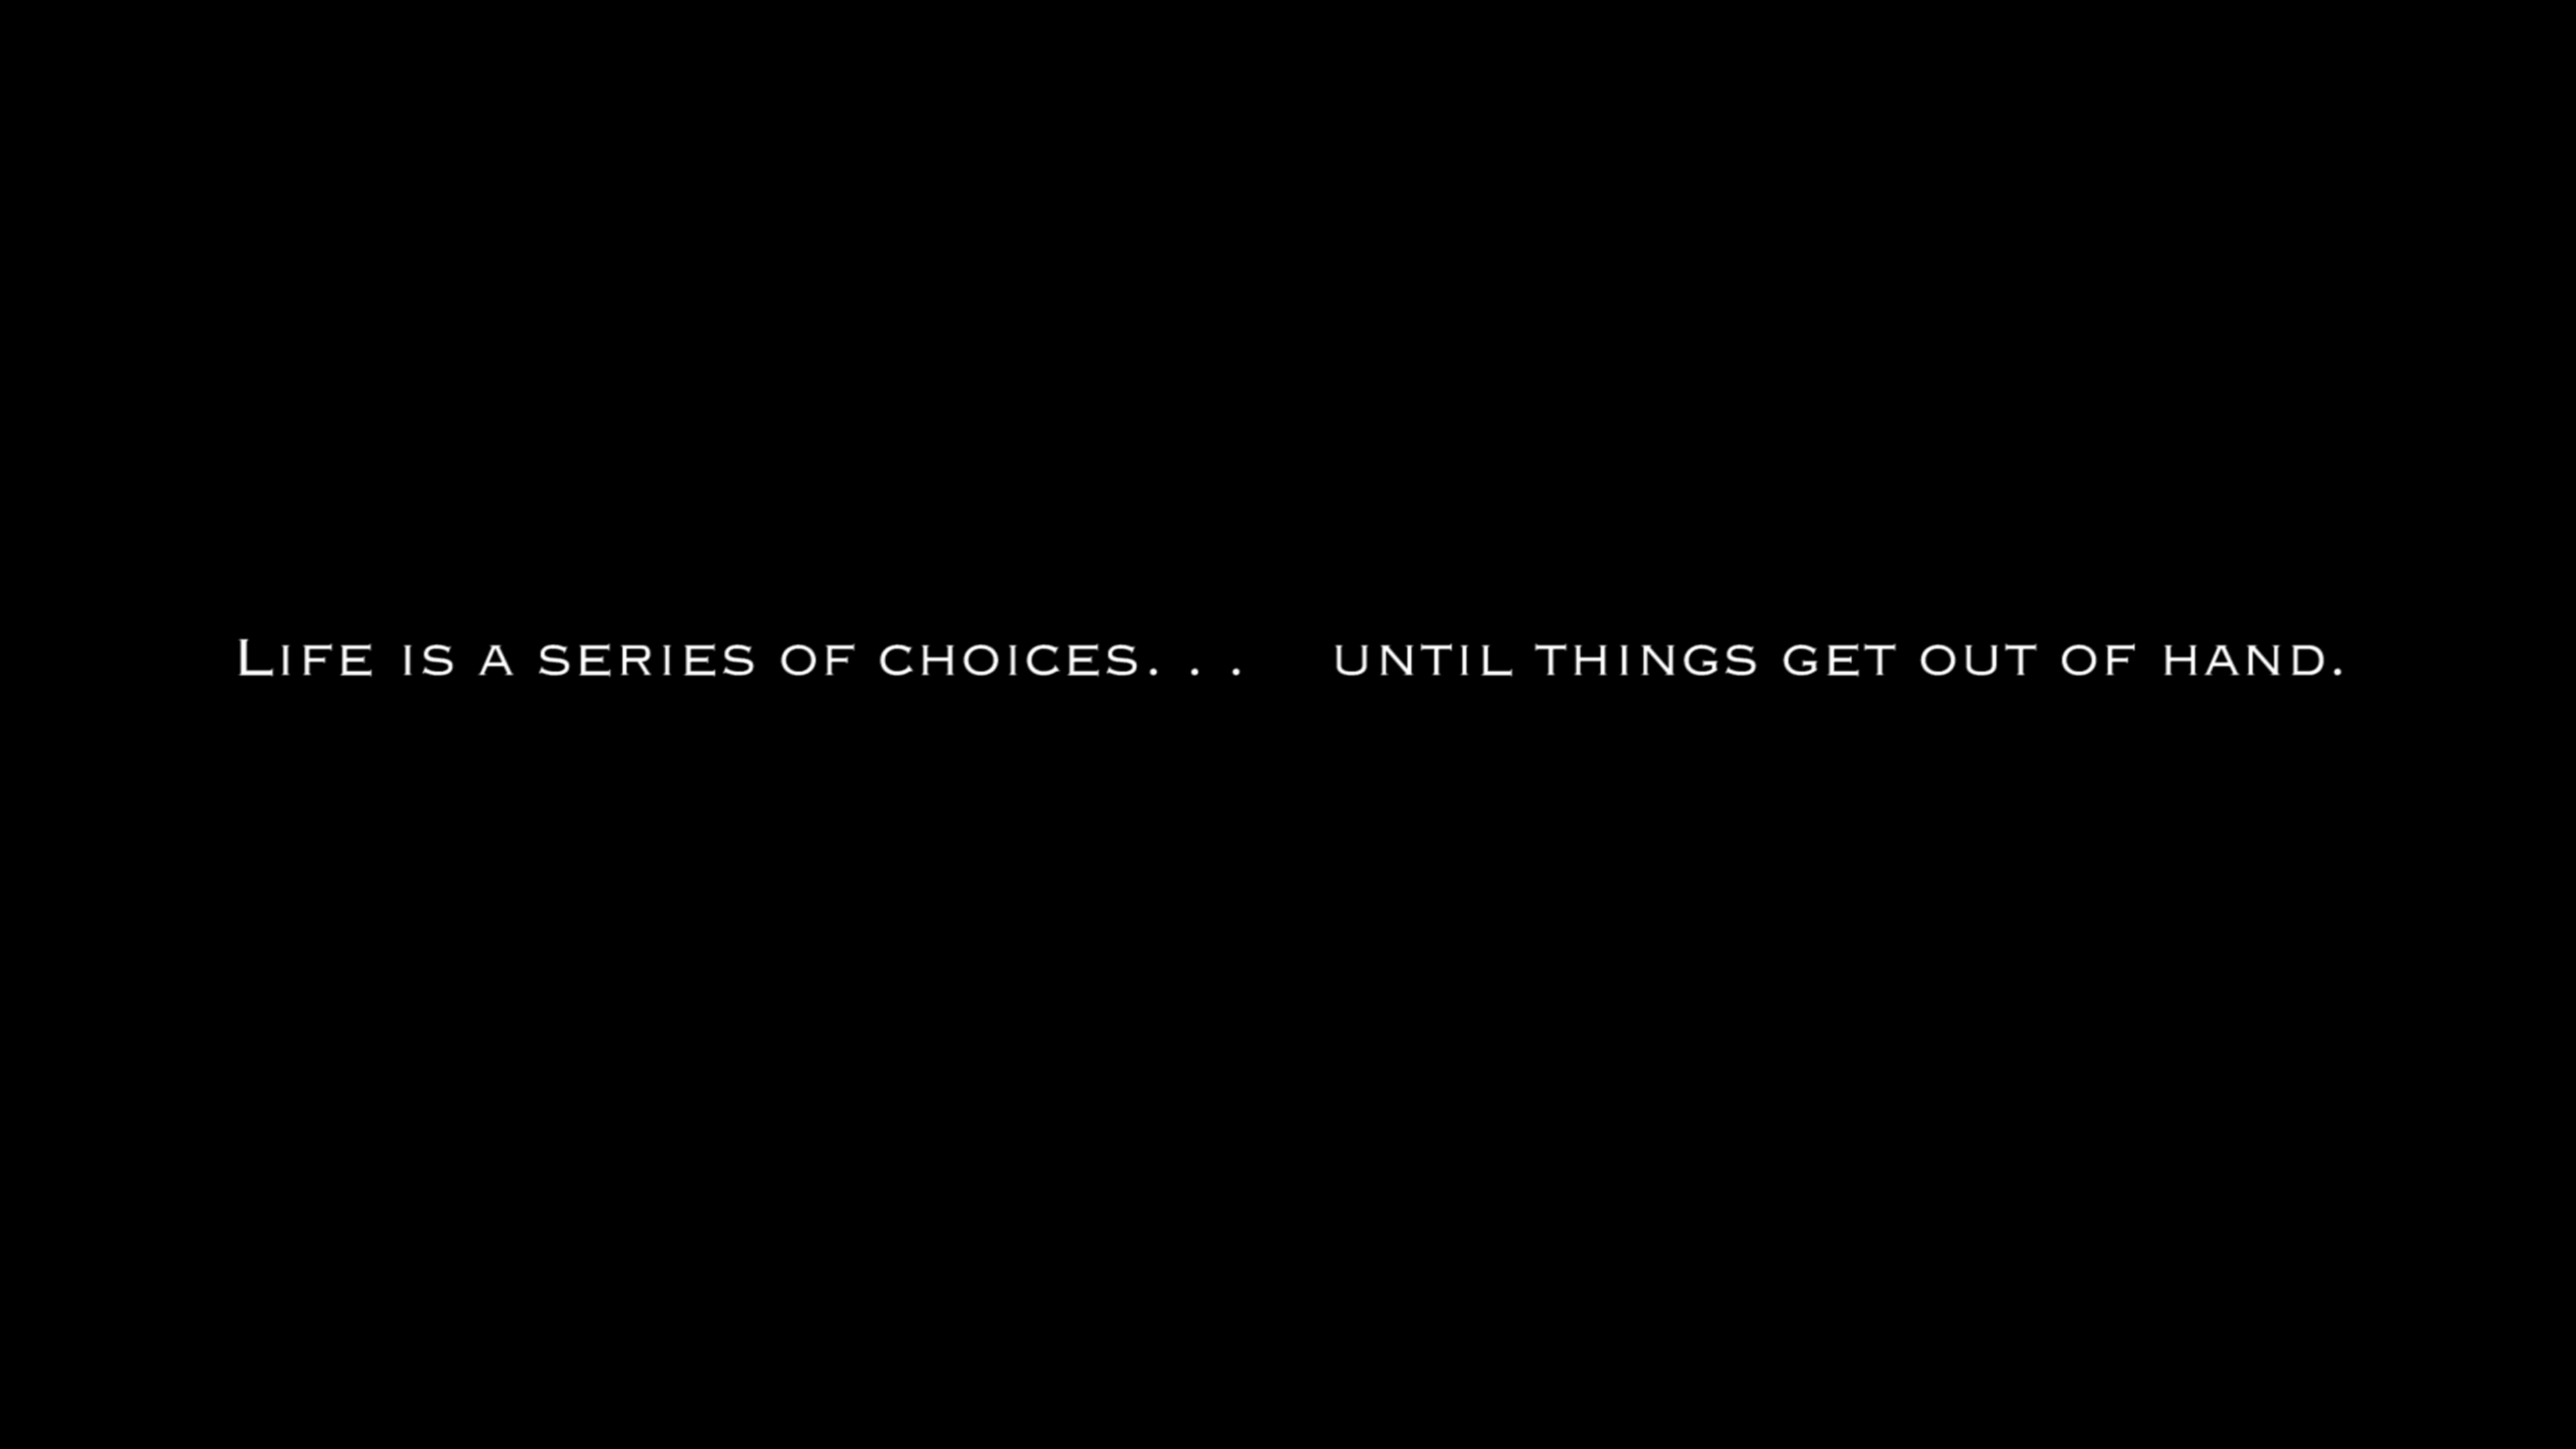 Life is a series of choices. . . until things get out of hand.